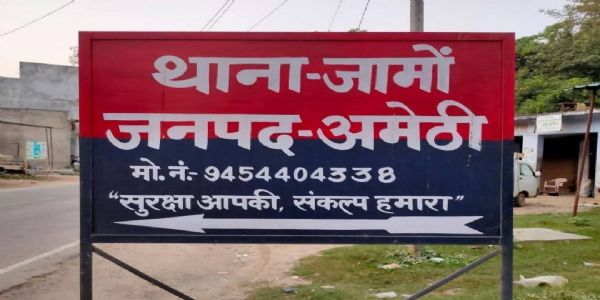 थाना-जामों
जनपद-अमेठी
मो.नं:- 9454404338
"सुरक्षा आपकी, संकल्प हमारा"